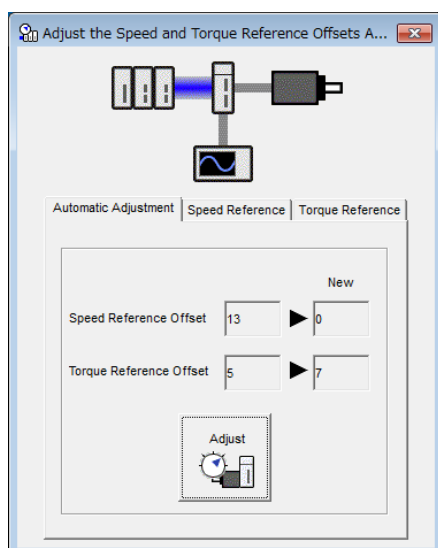 Adjust the Speed and Torque Reference Offsets A...
Automatic Adjustment Speed Reference Torque Reference
New
Speed Reference Offset 13 0
Torque Reference Offset 5 7
Adjust